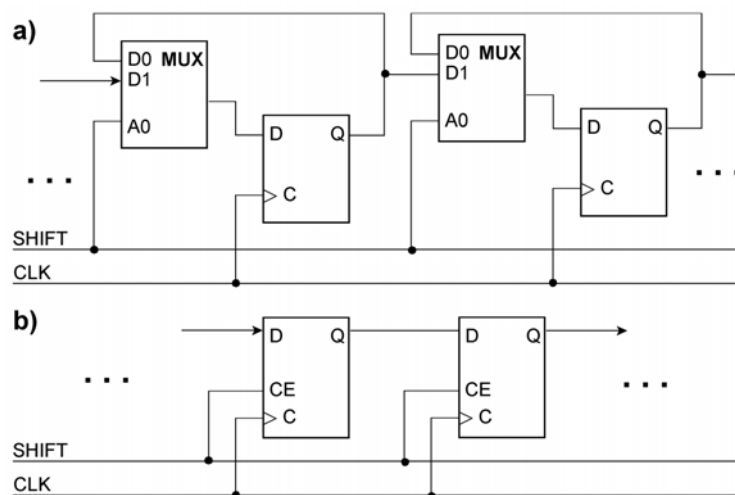 a)
D0 MUX
D1
A0
D Q
C
D0 MUX
D1
A0
D Q
C
. . .
. . .
SHIFT
CLK
b)
D Q
CE
C
D Q
CE
C
. . .
. . .
SHIFT
CLK